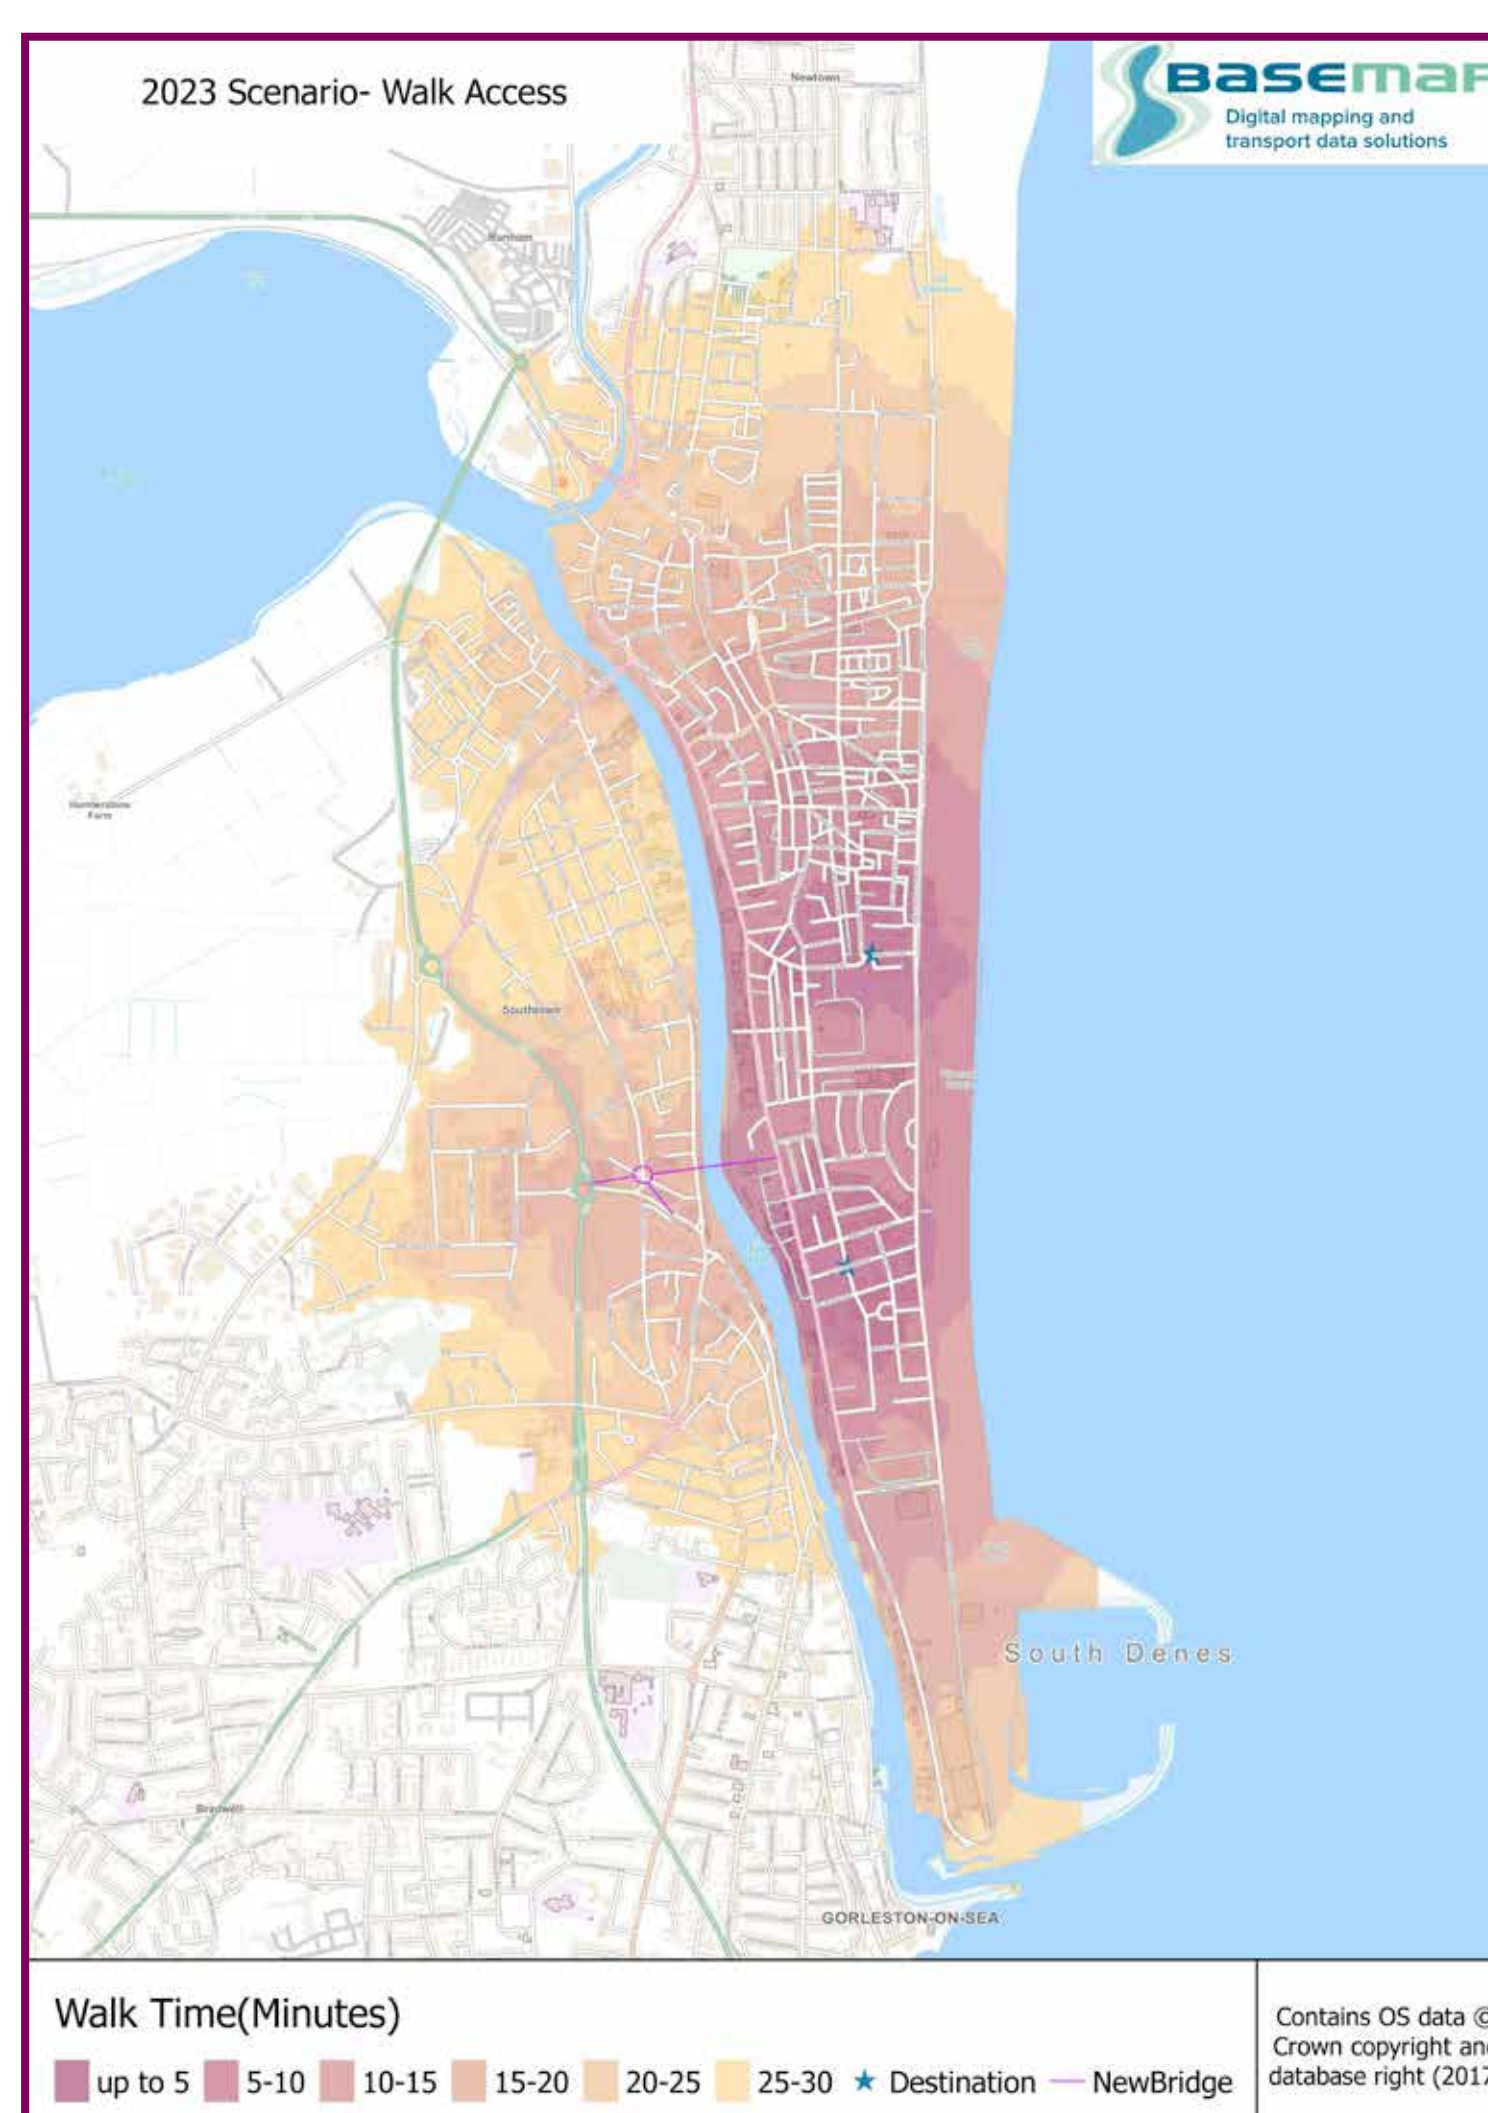 2023 Scenario- Walk Access
BASEMAP
Digital mapping and
transport data solutions
Newtown
Southtown
South Denes
Bradwell
GORLESTON-ON-SEA
Walk Time(Minutes)
up to 5 5-10 10-15 15-20 20-25 25-30 Destination NewBridge
Contains OS data ©
Crown copyright and
database right (2017